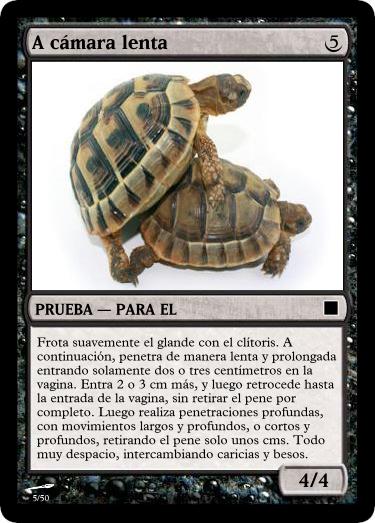 A cámara lenta
5
PRUEBA — PARA EL
Frota suavemente el glande con el clítoris. A
continuación, penetra de manera lenta y prolongada
entrando solamente dos o tres centímetros en la
vagina. Entra 2 o 3 cm más, y luego retrocede hasta
la entrada de la vagina, sin retirar el pene por
completo. Luego realiza penetraciones profundas,
con movimientos largos y profundos, o cortos y
profundos, retirando el pene solo unos cms. Todo
muy despacio, intercambiando caricias y besos.
4/4
5/50